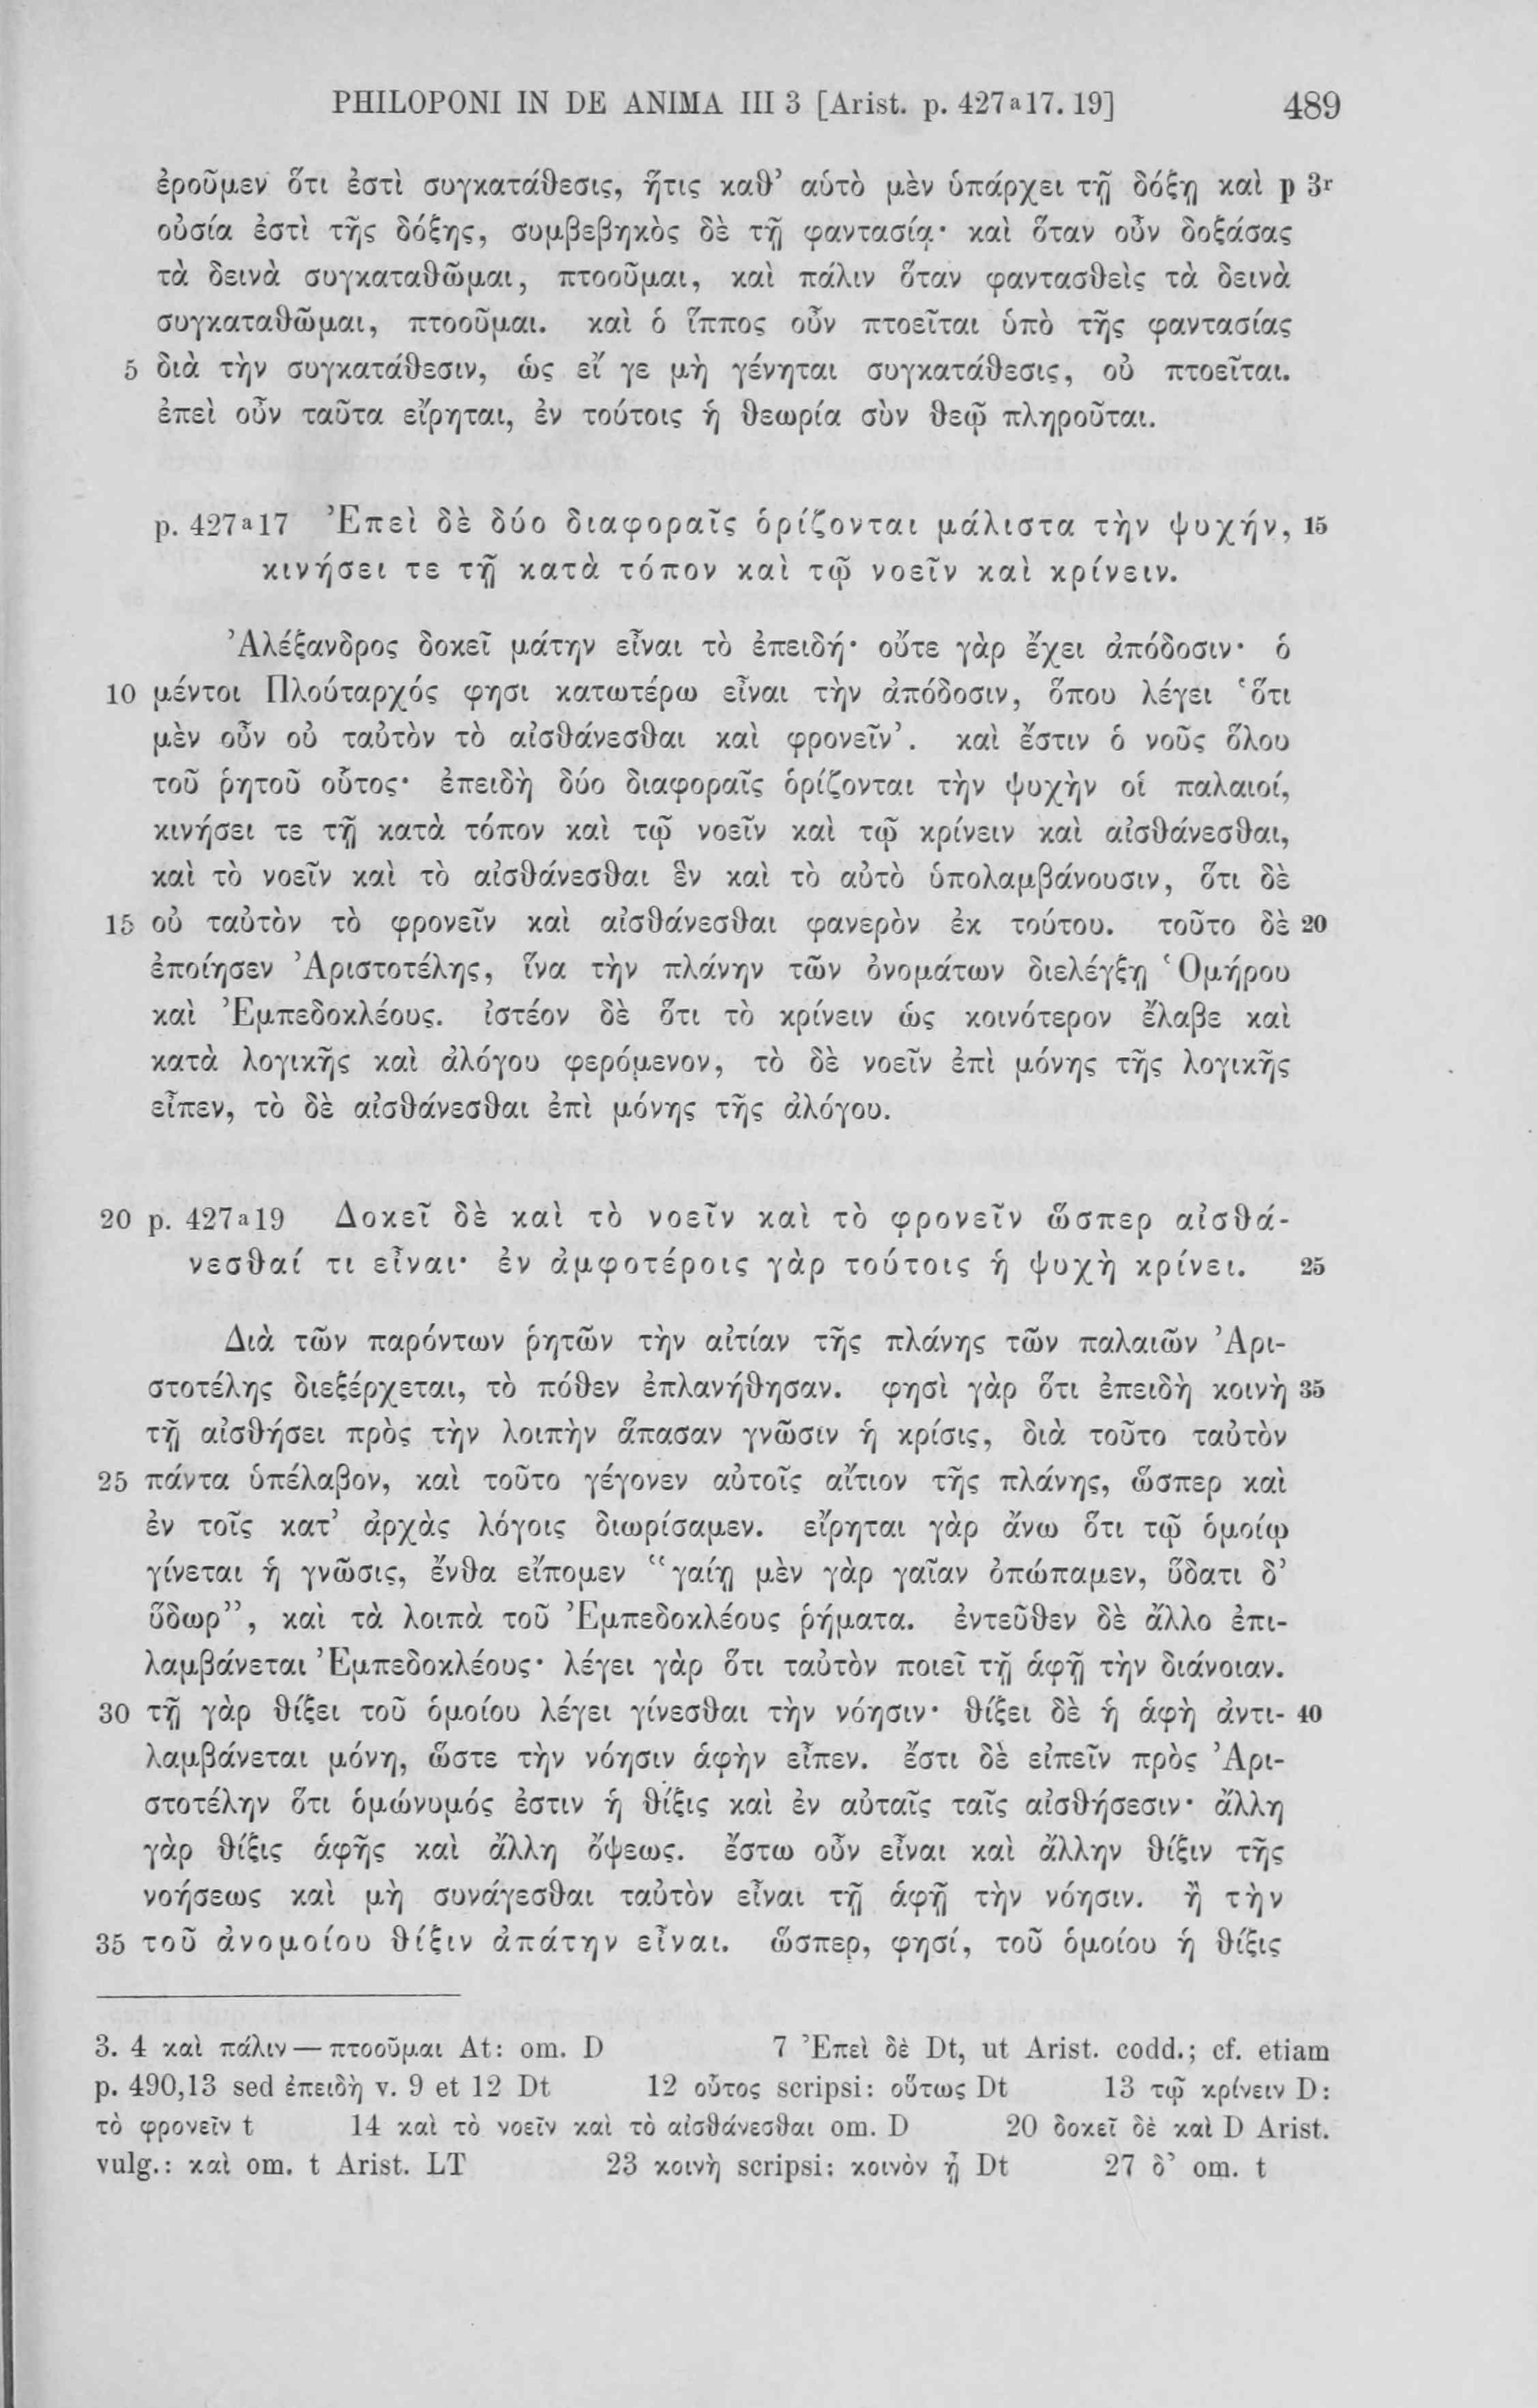 PHILOPONI IN DE ANIMA III 3 [Arist. p. 427ª17. 19] 489
ἐροῦμεν ὅτι ἐστὶ συγκατάθεσις, ἥτις καθ’ αὑτὸ μὲν ὑπάρχει τῇ δόξῃ καὶ p 3ʳ
οὐσία ἐστὶ τῆς δόξης, συμβεβηκὸς δὲ τῇ φαντασίᾳ· καὶ ὅταν οὖν δοξάσας
τὰ δεινὰ συγκαταθῶμαι, πτοοῦμαι, καὶ πάλιν ὅταν φαντασθεὶς τὰ δεινὰ
συγκαταθῶμαι, πτοοῦμαι. καὶ ὁ ἵππος οὖν πτοεῖται ὑπὸ τῆς φαντασίας
5 διὰ τὴν συγκατάθεσιν, ὡς εἴ γε μὴ γένηται συγκατάθεσις, οὐ πτοεῖται.
ἐπεὶ οὖν ταῦτα εἴρηται, ἐν τούτοις ἡ θεωρία σὺν θεῷ πληροῦται.
p. 427ª17 Ἐπεὶ δὲ δύο διαφοραῖς ὁρίζονται μάλιστα τὴν ψυχήν, 15
κινήσει τε τῇ κατὰ τόπον καὶ τῷ νοεῖν καὶ κρίνειν.
Ἀλέξανδρος δοκεῖ μάτην εἶναι τὸ ἐπειδή· οὔτε γὰρ ἔχει ἀπόδοσιν· ὁ
10 μέντοι Πλούταρχός φησι κατωτέρω εἶναι τὴν ἀπόδοσιν, ὅπου λέγει ‘ὅτι
μὲν οὖν οὐ ταὐτὸν τὸ αἰσθάνεσθαι καὶ φρονεῖν’. καὶ ἔστιν ὁ νοῦς ὅλου
τοῦ ῥητοῦ οὗτος· ἐπειδὴ δύο διαφοραῖς ὁρίζονται τὴν ψυχὴν οἱ παλαιοί,
κινήσει τε τῇ κατὰ τόπον καὶ τῷ νοεῖν καὶ τῷ κρίνειν καὶ αἰσθάνεσθαι,
καὶ τὸ νοεῖν καὶ τὸ αἰσθάνεσθαι ἓν καὶ τὸ αὐτὸ ὑπολαμβάνουσιν, ὅτι δὲ
15 οὐ ταὐτὸν τὸ φρονεῖν καὶ αἰσθάνεσθαι φανερὸν ἐκ τούτου. τοῦτο δὲ 20
ἐποίησεν Ἀριστοτέλης, ἵνα τὴν πλάνην τῶν ὀνομάτων διελέγξῃ Ὁμήρου
καὶ Ἐμπεδοκλέους. ἰστέον δὲ ὅτι τὸ κρίνειν ὡς κοινότερον ἔλαβε καὶ
κατὰ λογικῆς καὶ ἀλόγου φερόμενον, τὸ δὲ νοεῖν ἐπὶ μόνης τῆς λογικῆς
εἶπεν, τὸ δὲ αἰσθάνεσθαι ἐπὶ μόνης τῆς ἀλόγου.
20 p. 427ª19 Δοκεῖ δὲ καὶ τὸ νοεῖν καὶ τὸ φρονεῖν ὥσπερ αἰσθά-
νεσθαί τι εἶναι· ἐν ἀμφοτέροις γὰρ τούτοις ἡ ψυχὴ κρίνει. 25
Διὰ τῶν παρόντων ῥητῶν τὴν αἰτίαν τῆς πλάνης τῶν παλαιῶν Ἀρι-
στοτέλης διεξέρχεται, τὸ πόθεν ἐπλανήθησαν. φησὶ γὰρ ὅτι ἐπειδὴ κοινὴ 35
τῇ αἰσθήσει πρὸς τὴν λοιπὴν ἅπασαν γνῶσιν ἡ κρίσις, διὰ τοῦτο ταὐτὸν
25 πάντα ὑπέλαβον, καὶ τοῦτο γέγονεν αὐτοῖς αἴτιον τῆς πλάνης, ὥσπερ καὶ
ἐν τοῖς κατ’ ἀρχὰς λόγοις διωρίσαμεν. εἴρηται γὰρ ἄνω ὅτι τῷ ὁμοίῳ
γίνεται ἡ γνῶσις, ἔνθα εἴπομεν “γαίῃ μὲν γὰρ γαῖαν ὀπώπαμεν, ὕδατι δ’
ὕδωρ”, καὶ τὰ λοιπὰ τοῦ Ἐμπεδοκλέους ῥήματα. ἐντεῦθεν δὲ ἄλλο ἐπι-
λαμβάνεται Ἐμπεδοκλέους· λέγει γὰρ ὅτι ταὐτὸν ποιεῖ τῇ ἁφῇ τὴν διάνοιαν.
30 τῇ γὰρ θίξει τοῦ ὁμοίου λέγει γίνεσθαι τὴν νόησιν· θίξει δὲ ἡ ἁφὴ ἀντι- 40
λαμβάνεται μόνη, ὥστε τὴν νόησιν ἁφὴν εἶπεν. ἔστι δὲ εἰπεῖν πρὸς Ἀρι-
στοτέλην ὅτι ὁμώνυμός ἐστιν ἡ θίξις καὶ ἐν αὐταῖς ταῖς αἰσθήσεσιν· ἄλλη
γὰρ θίξις ἁφῆς καὶ ἄλλη ὄψεως. ἔστω οὖν εἶναι καὶ ἄλλην θίξιν τῆς
νοήσεως καὶ μὴ συνάγεσθαι ταὐτὸν εἶναι τῇ ἁφῇ τὴν νόησιν. ἢ τὴν
35 τοῦ ἀνομοίου θίξιν ἀπάτην εἶναι. ὥσπερ, φησί, τοῦ ὁμοίου ἡ θίξις
3. 4 καὶ πάλιν — πτοοῦμαι At: om. D 7 Ἐπεὶ δὲ Dt, ut Arist. codd.; cf. etiam
p. 490,13 sed ἐπειδὴ v. 9 et 12 Dt 12 οὗτος scripsi: οὕτως Dt 13 τῷ κρίνειν D:
τὸ φρονεῖν t 14 καὶ τὸ νοεῖν καὶ τὸ αἰσθάνεσθαι om. D 20 δοκεῖ δὲ καὶ D Arist.
vulg.: καὶ om. t Arist. LT 23 κοινὴ scripsi: κοινὸν ᾖ Dt 27 δ’ om. t